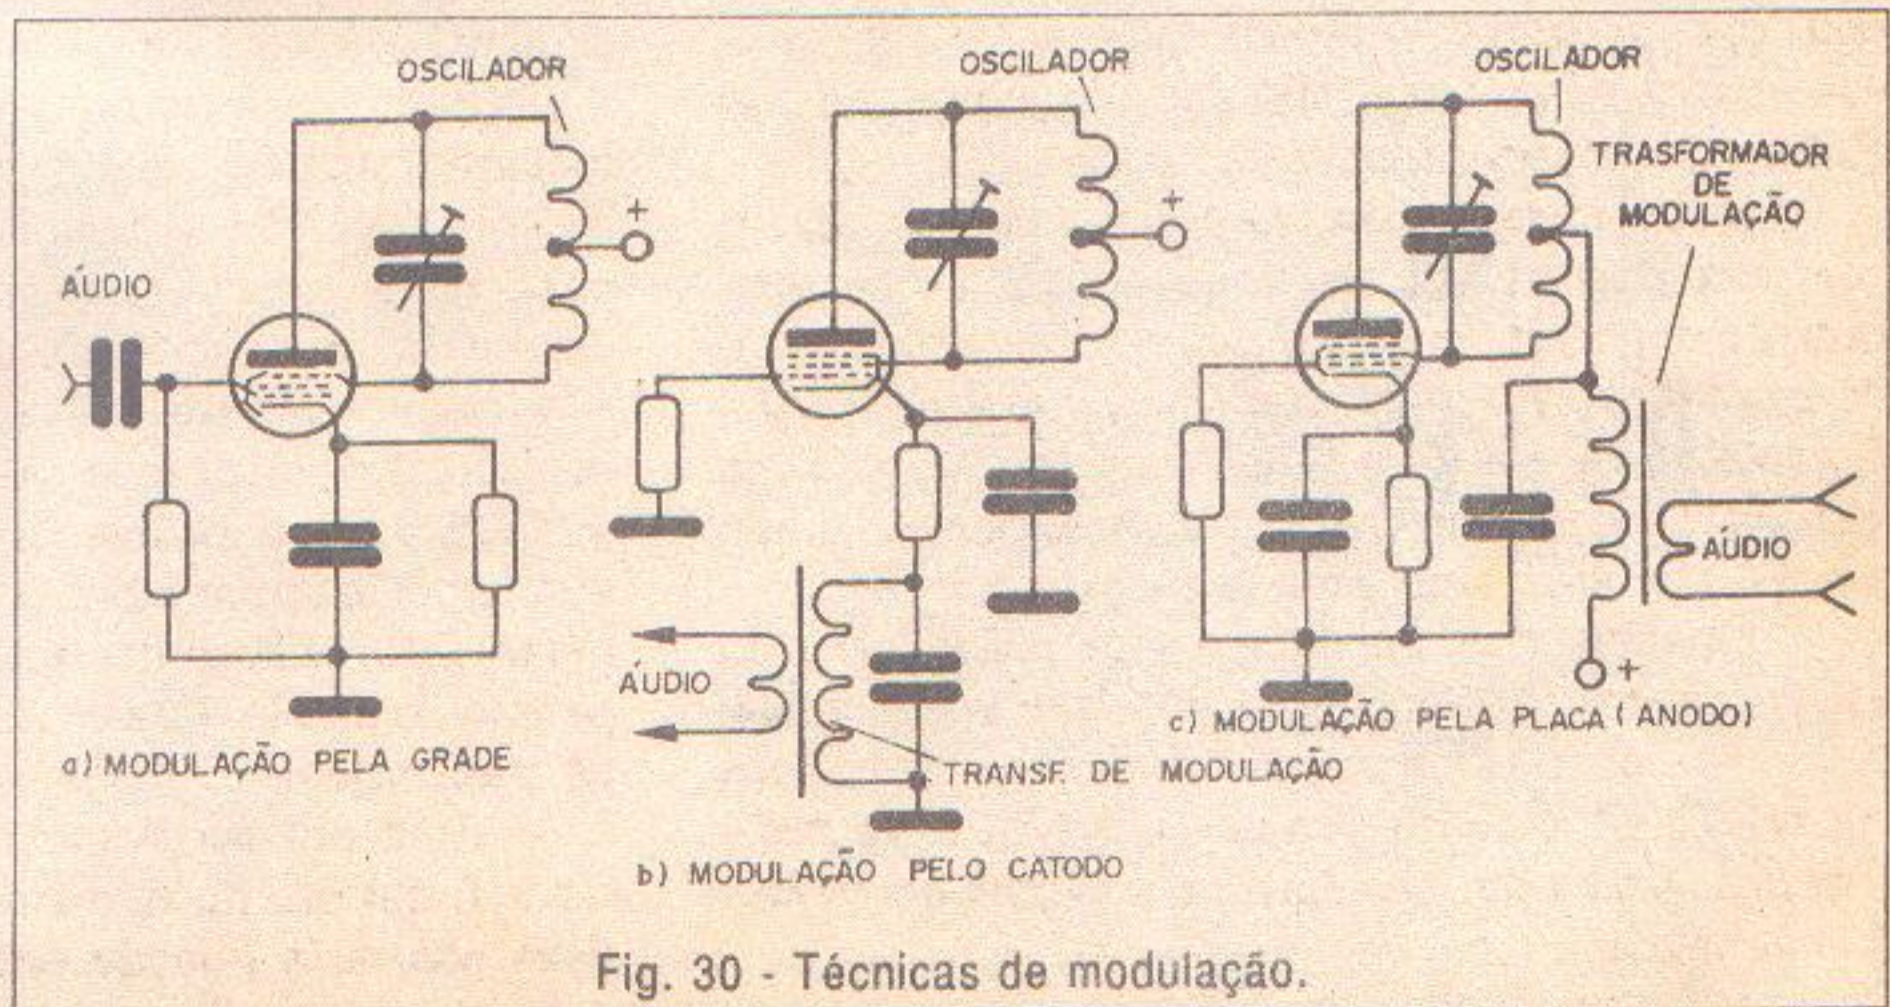 OSCILADOR
ÁUDIO
+
a) MODULAÇÃO PELA GRADE
OSCILADOR
+
ÁUDIO
TRANSF. DE MODULAÇÃO
b) MODULAÇÃO PELO CATODO
OSCILADOR
TRASFORMADOR
DE
MODULAÇÃO
ÁUDIO
+
c) MODULAÇÃO PELA PLACA (ANODO)
Fig. 30 - Técnicas de modulação.